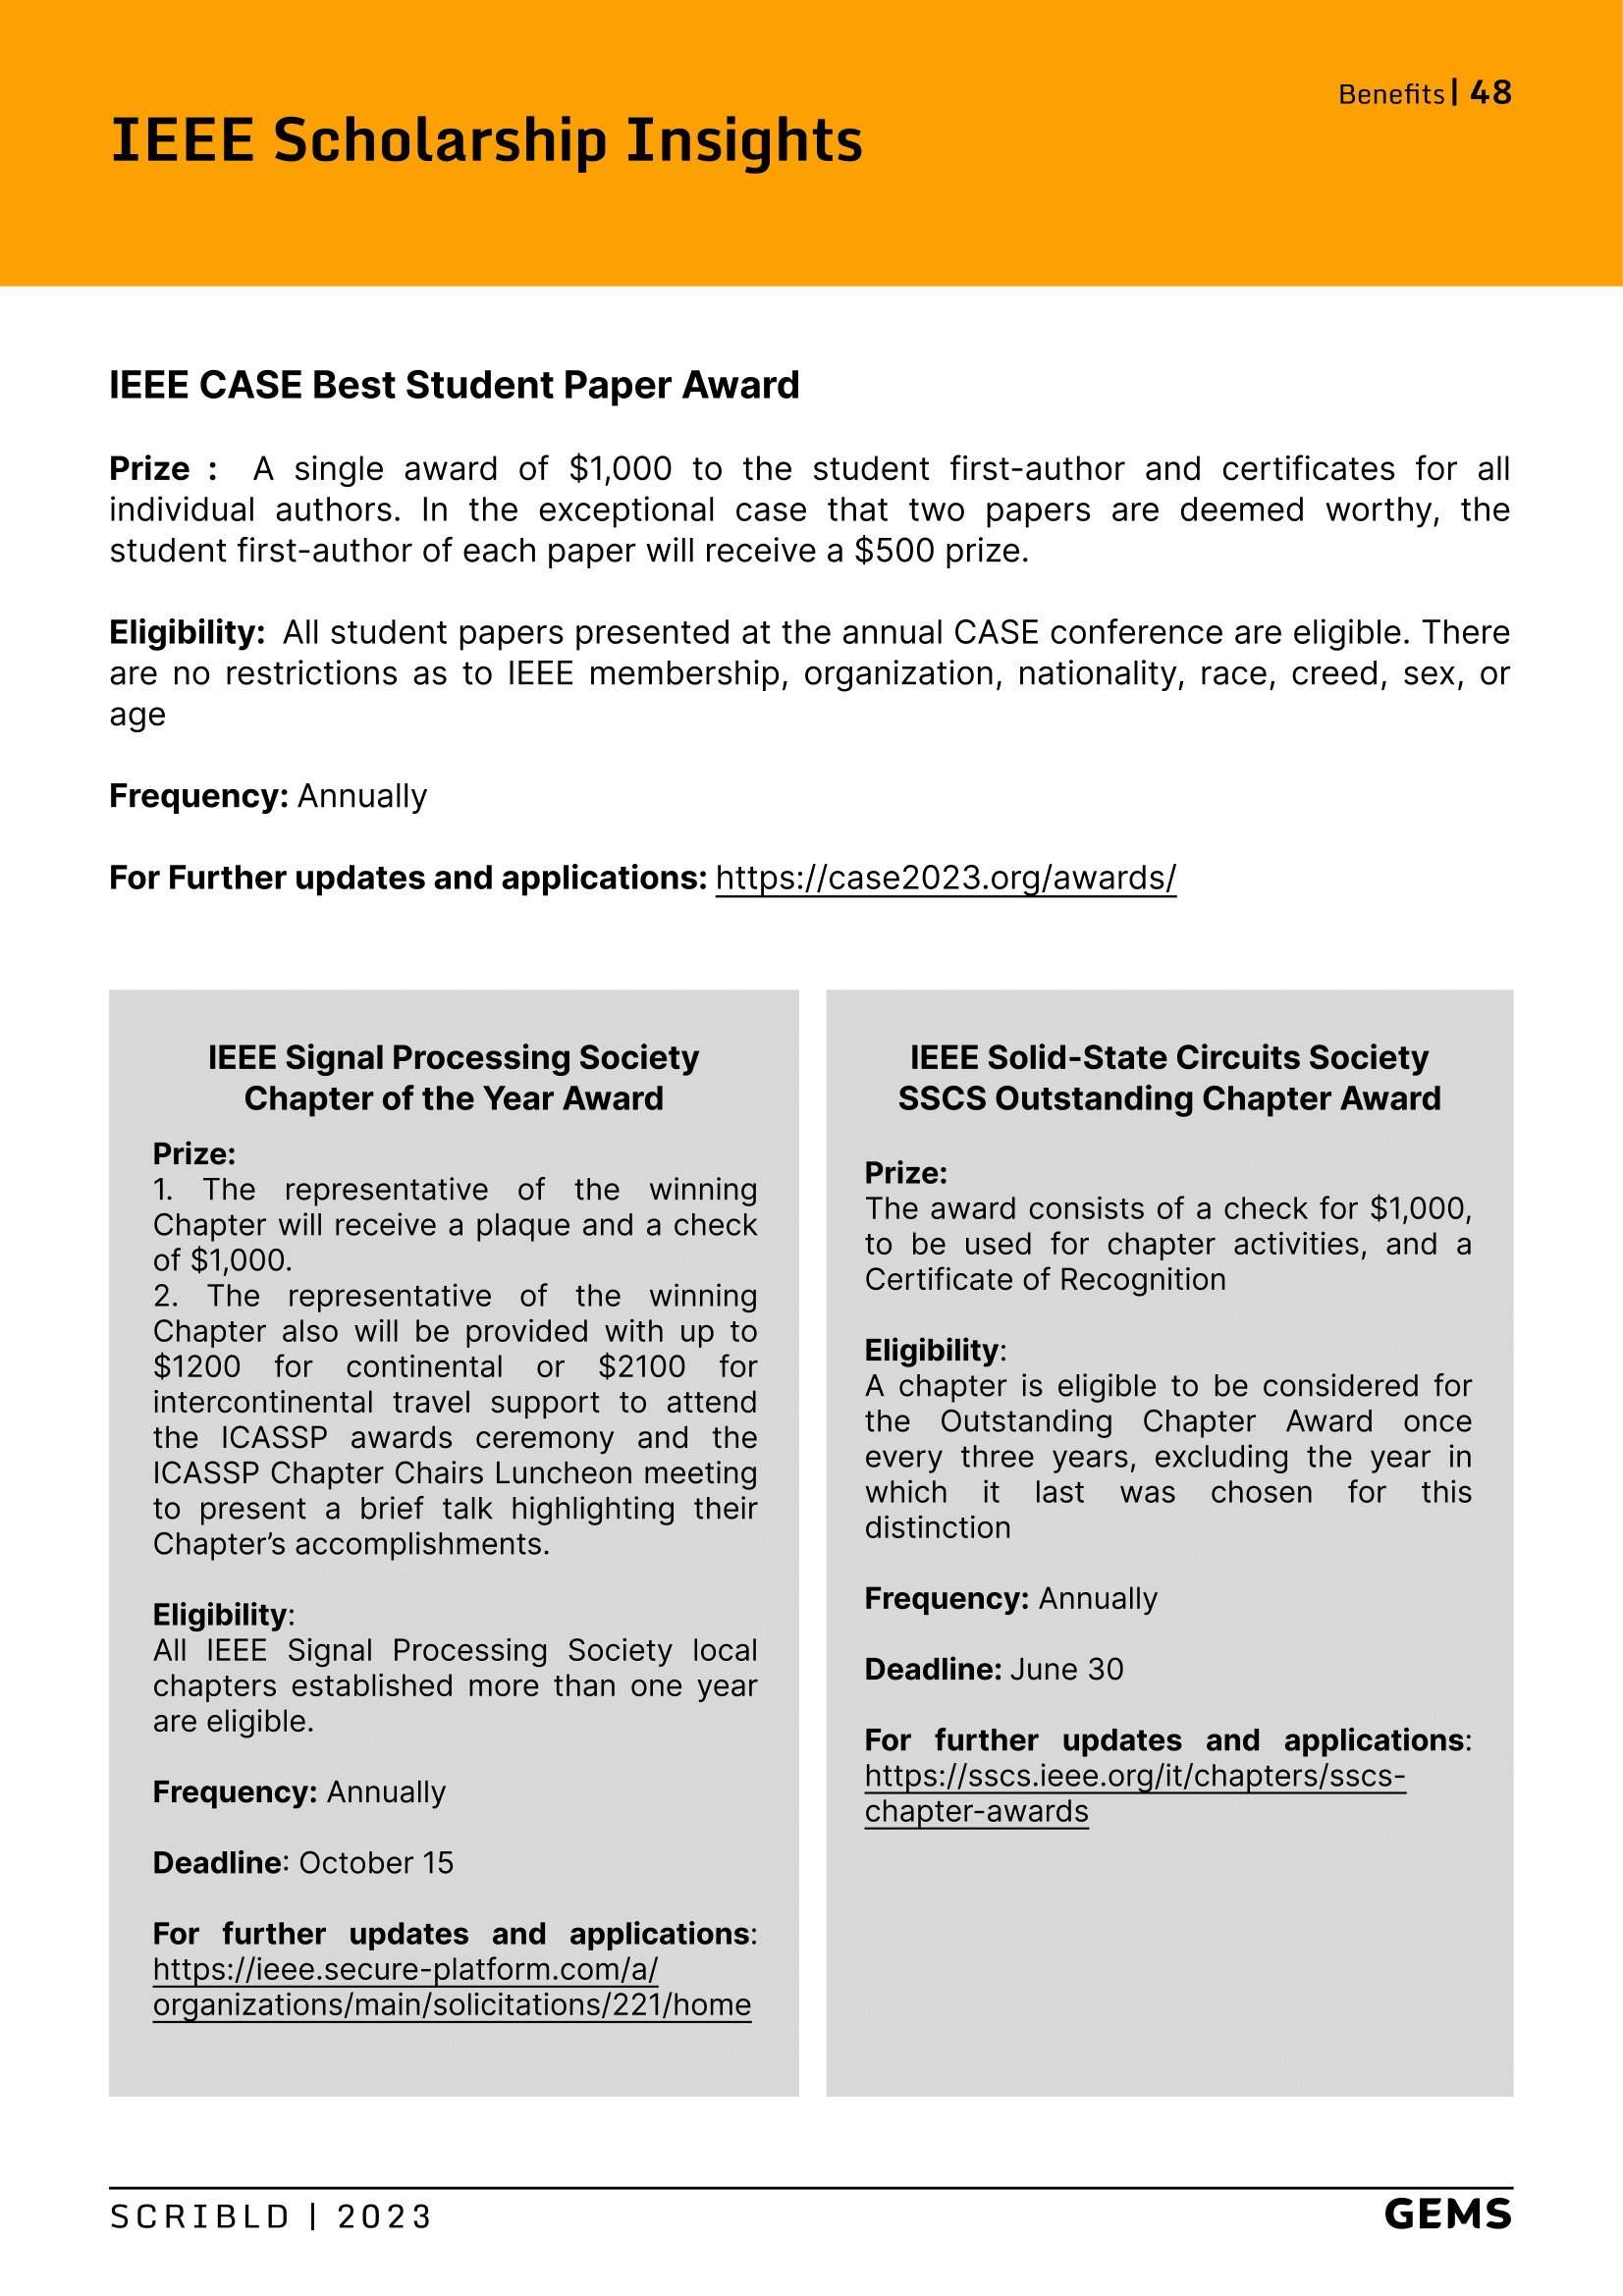 Benefits| 48
IEEE Scholarship Insights
IEEE CASE Best Student Paper Award
Prize : A single award of $1,000 to the student first-author and certificates for all
individual authors. In the exceptional case that two papers are deemed worthy, the
student first-author of each paper will receive a $500 prize.
Eligibility: All student papers presented at the annual CASE conference are eligible. There
are no restrictions as to IEEE membership, organization, nationality, race, creed, sex, or
age
Frequency: Annually
For Further updates and applications: https://case2023.org/awards/
IEEE Signal Processing Society
Chapter of the Year Award
Prize:
1. The representative of the winning
Chapter will receive a plaque and a check
of $1,000.
2. The representative of the winning
Chapter also will be provided with up to
$1200 for continental or $2100 for
intercontinental travel support to attend
the ICASSP awards ceremony and the
ICASSP Chapter Chairs Luncheon meeting
to present a brief talk highlighting their
Chapter’s accomplishments.
Eligibility:
All IEEE Signal Processing Society local
chapters established more than one year
are eligible.
Frequency: Annually
Deadline: October 15
For further updates and applications:
https://ieee.secure-platform.com/a/
organizations/main/solicitations/221/home
IEEE Solid-State Circuits Society
SSCS Outstanding Chapter Award
Prize:
The award consists of a check for $1,000,
to be used for chapter activities, and a
Certificate of Recognition
Eligibility:
A chapter is eligible to be considered for
the Outstanding Chapter Award once
every three years, excluding the year in
which it last was chosen for this
distinction
Frequency: Annually
Deadline: June 30
For further updates and applications:
https://sscs.ieee.org/it/chapters/sscs-
chapter-awards
SCRIBLD | 2023
GEMS